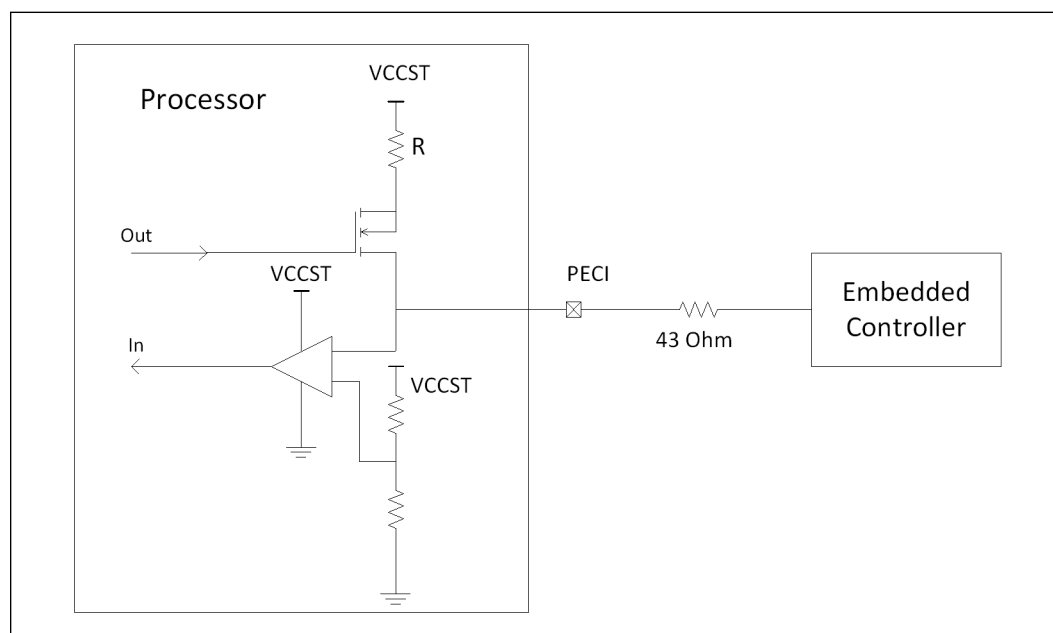 VCCST
Processor
R
Out
VCCST
PECI
Embedded
Controller
43 Ohm
In
VCCST